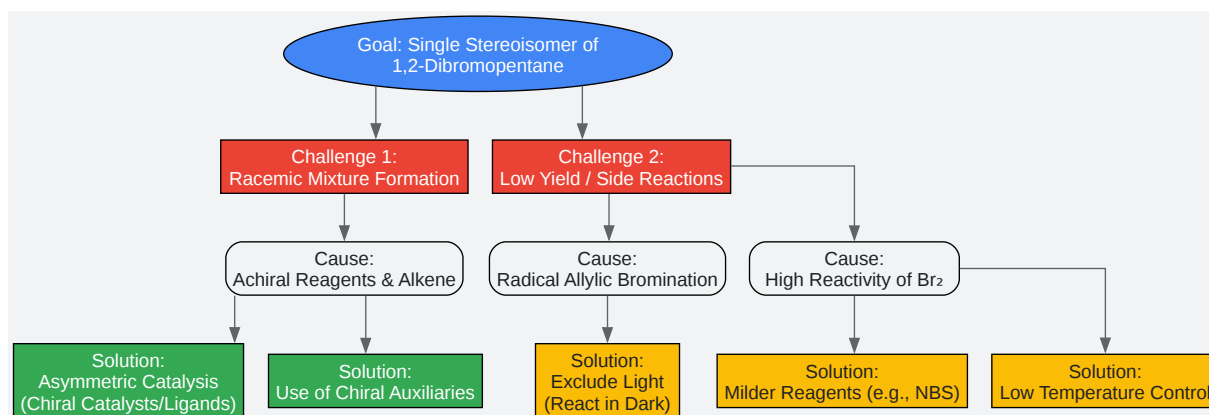 Goal: Single Stereoisomer of
1,2-Dibromopentane
Challenge 1:
Racemic Mixture Formation
Challenge 2:
Low Yield / Side Reactions
Cause:
Achiral Reagents & Alkene
Cause:
Radical Allylic Bromination
Cause:
High Reactivity of Br₂
Solution:
Asymmetric Catalysis
(Chiral Catalysts/Ligands)
Solution:
Use of Chiral Auxiliaries
Solution:
Exclude Light
(React in Dark)
Solution:
Milder Reagents (e.g., NBS)
Solution:
Low Temperature Control